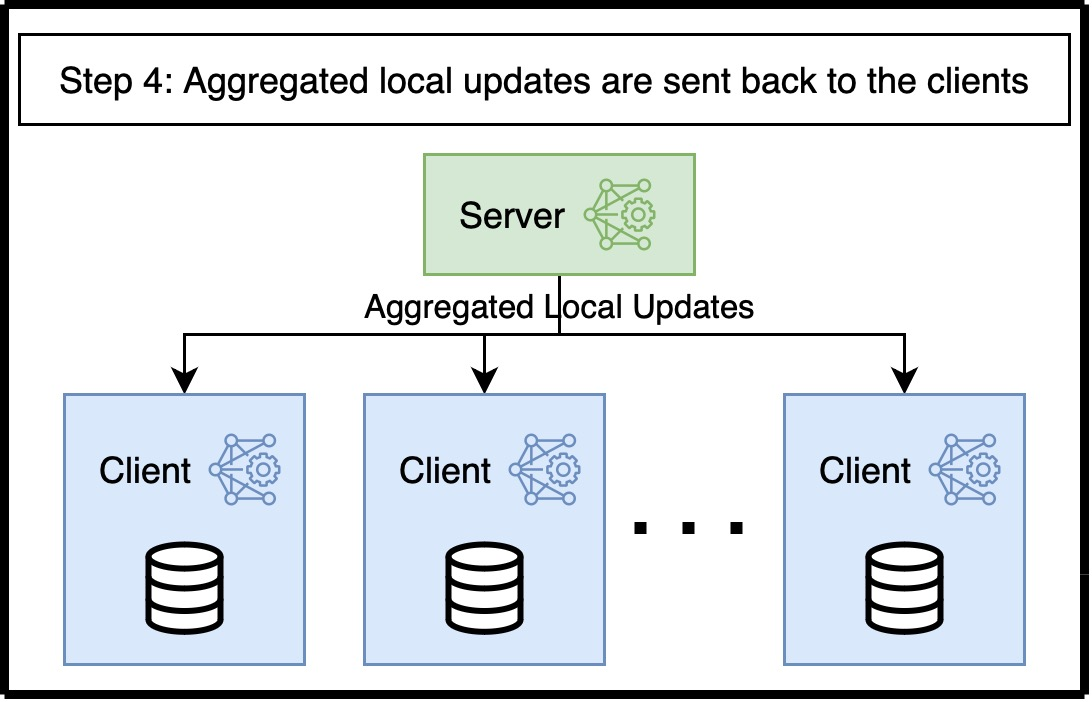 Step 4: Aggregated local updates are sent back to the clients
Server
Aggregated Local Updates
Client
Client
Client